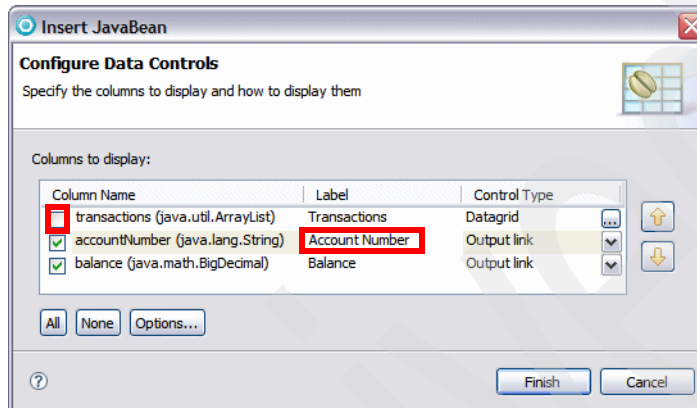 Insert JavaBean
Configure Data Controls
Specify the columns to display and how to display them
Columns to display:
Column Name Label Control Type
transactions (java.util.ArrayList) Transactions Datagrid ...
accountNumber (java.lang.String) Account Number Output link
balance (java.math.BigDecimal) Balance Output link
All None Options...
? Finish Cancel